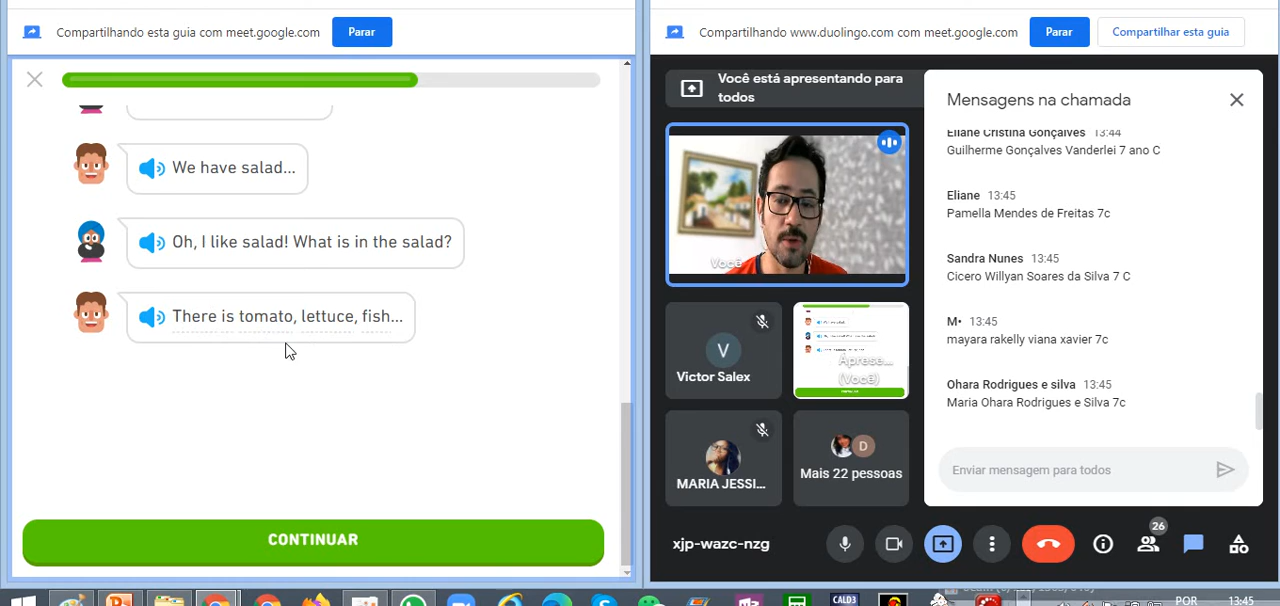 Compartilhando esta guia com meet.google.com
Parar
We have salad...
Oh, I like salad! What is in the salad?
There is tomato, lettuce, fish...
CONTINUAR
Compartilhando www.duolingo.com com meet.google.com
Parar
Compartilhar esta guia
Você está apresentando para
todos
Você
V
Victor Salex
Aprese...
(Você)
MARIA JESSI...
D
Mais 22 pessoas
Mensagens na chamada
Eliane Cristina Gonçalves 13:44
Guilherme Gonçalves Vanderlei 7 ano C
Eliane 13:45
Pamella Mendes de Freitas 7c
Sandra Nunes 13:45
Cicero Willyan Soares da Silva 7 C
M• 13:45
mayara rakelly viana xavier 7c
Ohara Rodrigues e silva 13:45
Maria Ohara Rodrigues e Silva 7c
Enviar mensagem para todos
xjp-wazc-nzg
26
CALD3
POR
13:45